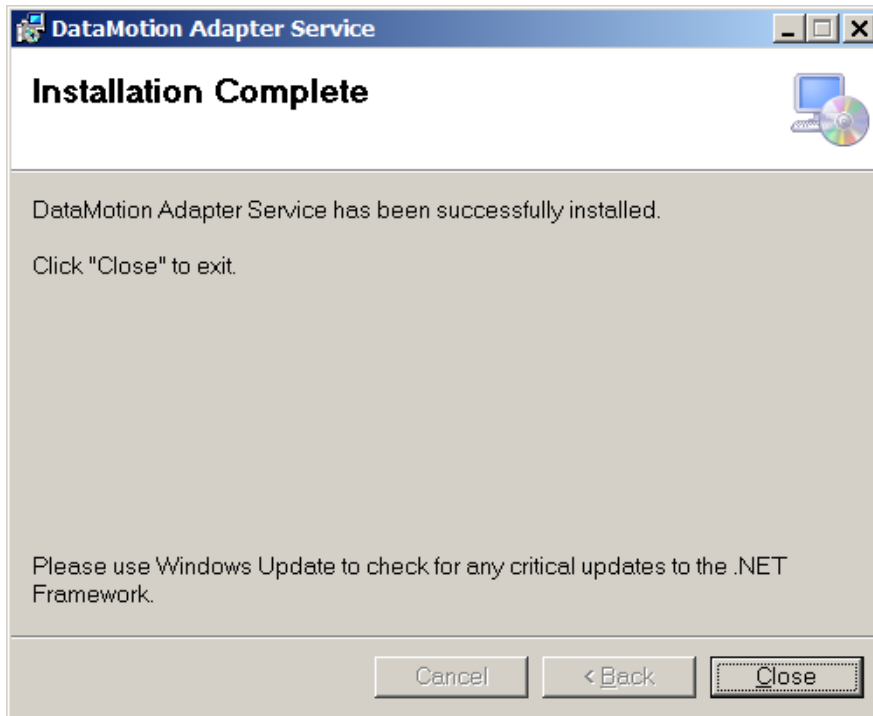 DataMotion Adapter Service
Installation Complete
DataMotion Adapter Service has been successfully installed.
Click "Close" to exit.
Please use Windows Update to check for any critical updates to the .NET
Framework.
Cancel
< Back
Close